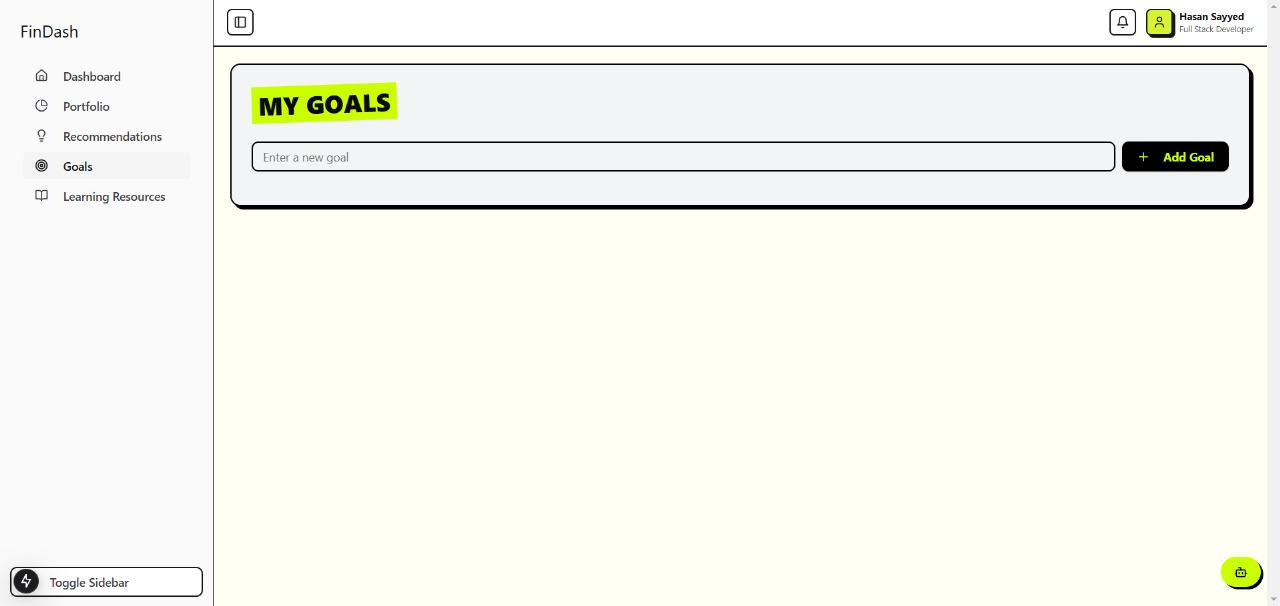 FinDash
Dashboard
Portfolio
Recommendations
Goals
Learning Resources
Toggle Sidebar
Hasan Sayyed
Full Stack Developer
MY GOALS
Enter a new goal
Add Goal